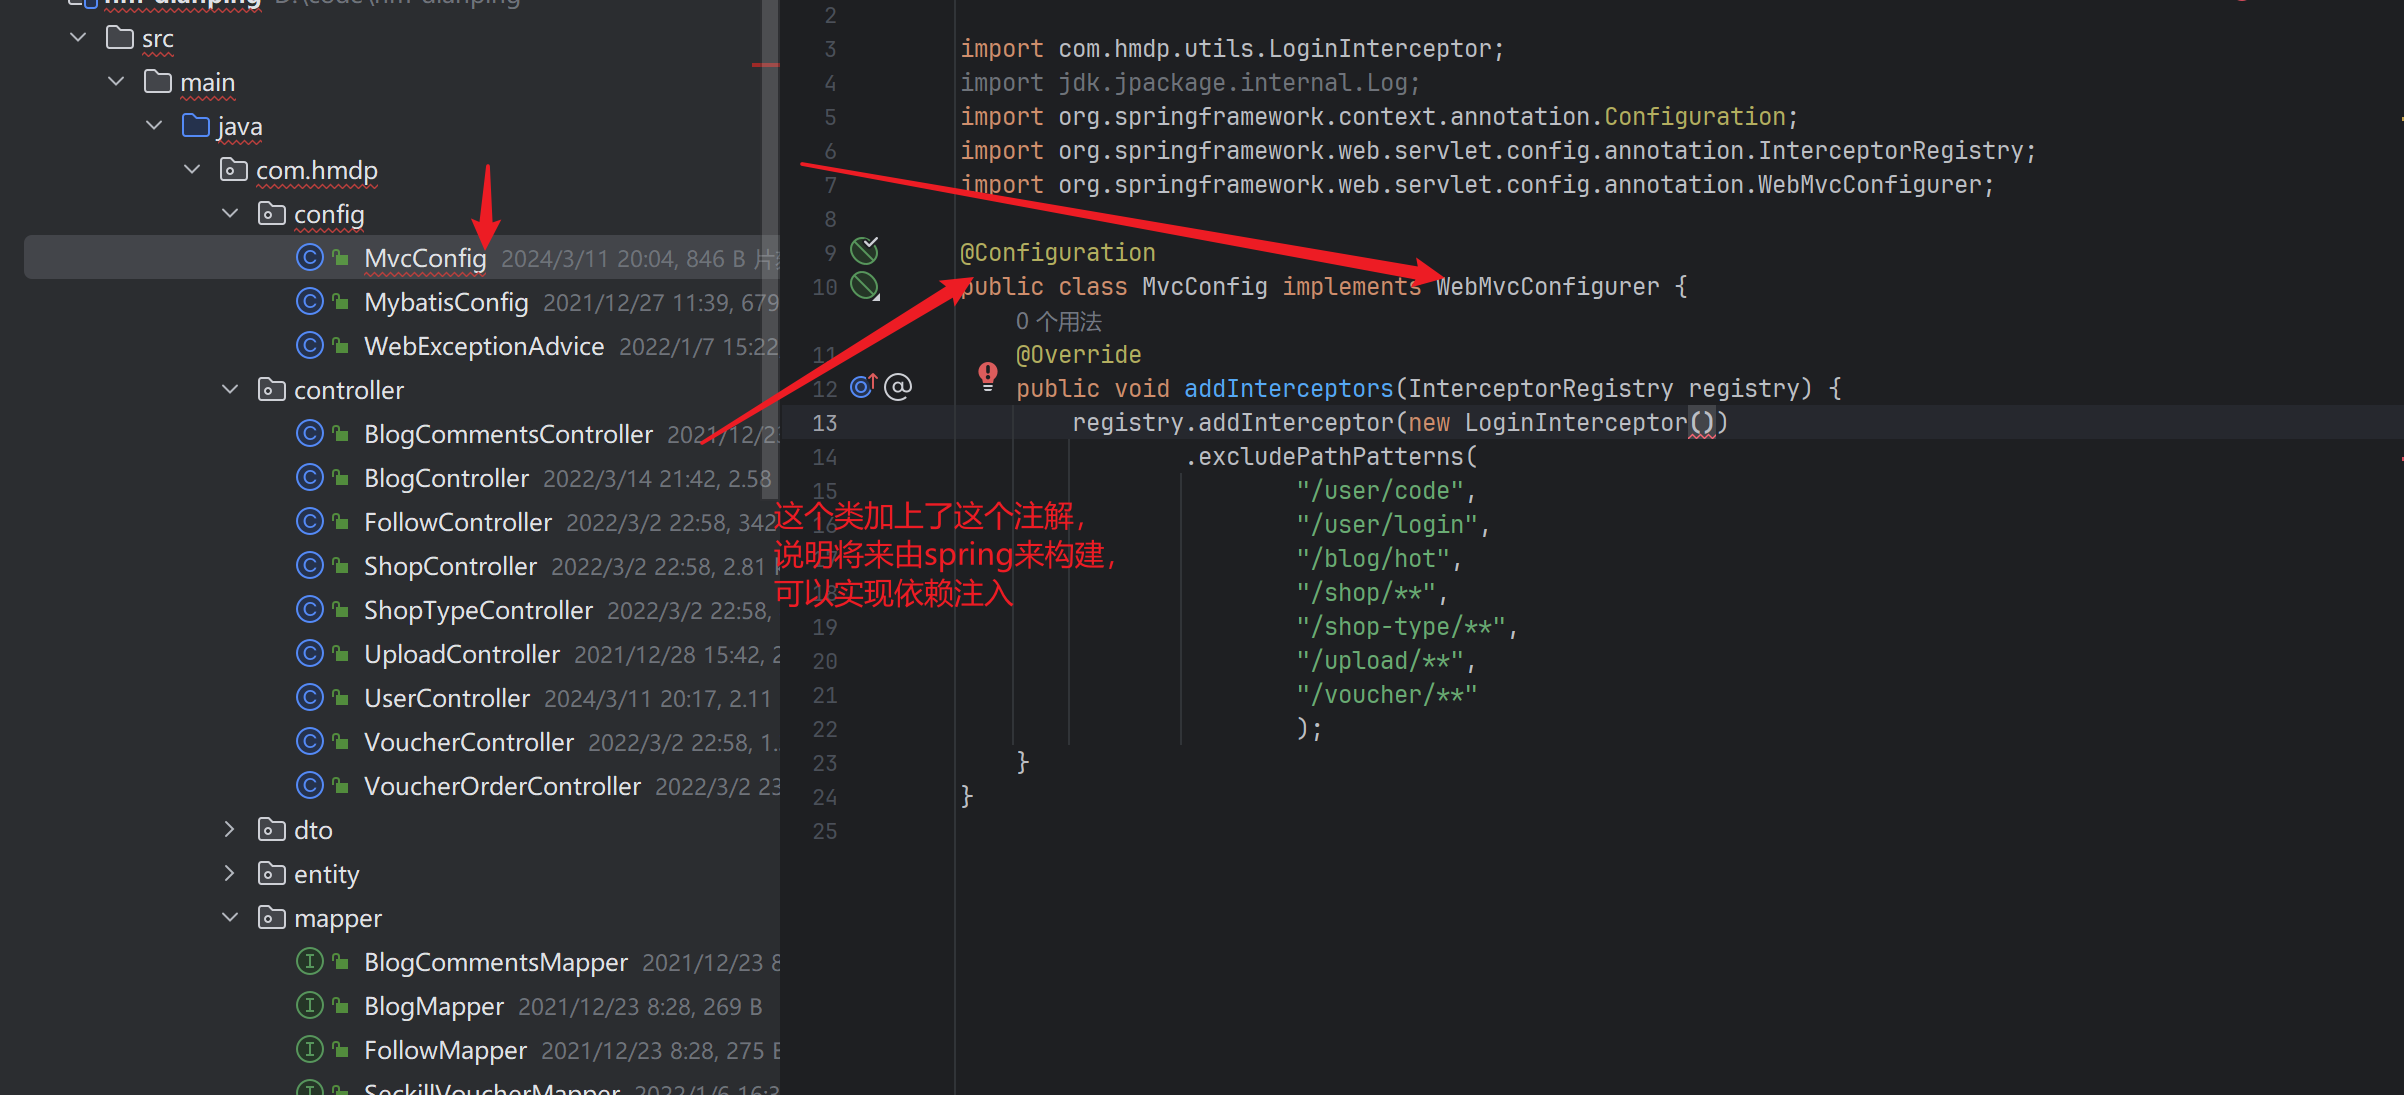 src
main
java
com.hmdp
config
MvcConfig 2024/3/11 20:04, 846 B
MybatisConfig 2021/12/27 11:39, 679
WebExceptionAdvice 2022/1/7 15:22
controller
BlogCommentsController 2021/12/23
BlogController 2022/3/14 21:42, 2.58
FollowController 2022/3/2 22:58, 342
ShopController 2022/3/2 22:58, 2.81
ShopTypeController 2022/3/2 22:58,
UploadController 2021/12/28 15:42, 2
UserController 2024/3/11 20:17, 2.11
VoucherController 2022/3/2 22:58, 1.
VoucherOrderController 2022/3/2 23
dto
entity
mapper
BlogCommentsMapper 2021/12/23 8
BlogMapper 2021/12/23 8:28, 269 B
FollowMapper 2021/12/23 8:28, 275 B
SeckillVoucherMapper 2022/1/6 16:3
2
3 import com.hmdp.utils.LoginInterceptor;
4 import jdk.jpackage.internal.Log;
5 import org.springframework.context.annotation.Configuration;
6 import org.springframework.web.servlet.config.annotation.InterceptorRegistry;
7 import org.springframework.web.servlet.config.annotation.WebMvcConfigurer;
8
9 @Configuration
10 public class MvcConfig implements WebMvcConfigurer {
0 个用法
11 @Override
12 public void addInterceptors(InterceptorRegistry registry) {
13 registry.addInterceptor(new LoginInterceptor())
14 .excludePathPatterns(
15 "/user/code",
16 "/user/login",
"/blog/hot",
18 "/shop/**",
19 "/shop-type/**",
20 "/upload/**",
21 "/voucher/**"
22 );
23 }
24 }
25
这个类加上了这个注解，
说明将来由spring来构建，
可以实现依赖注入